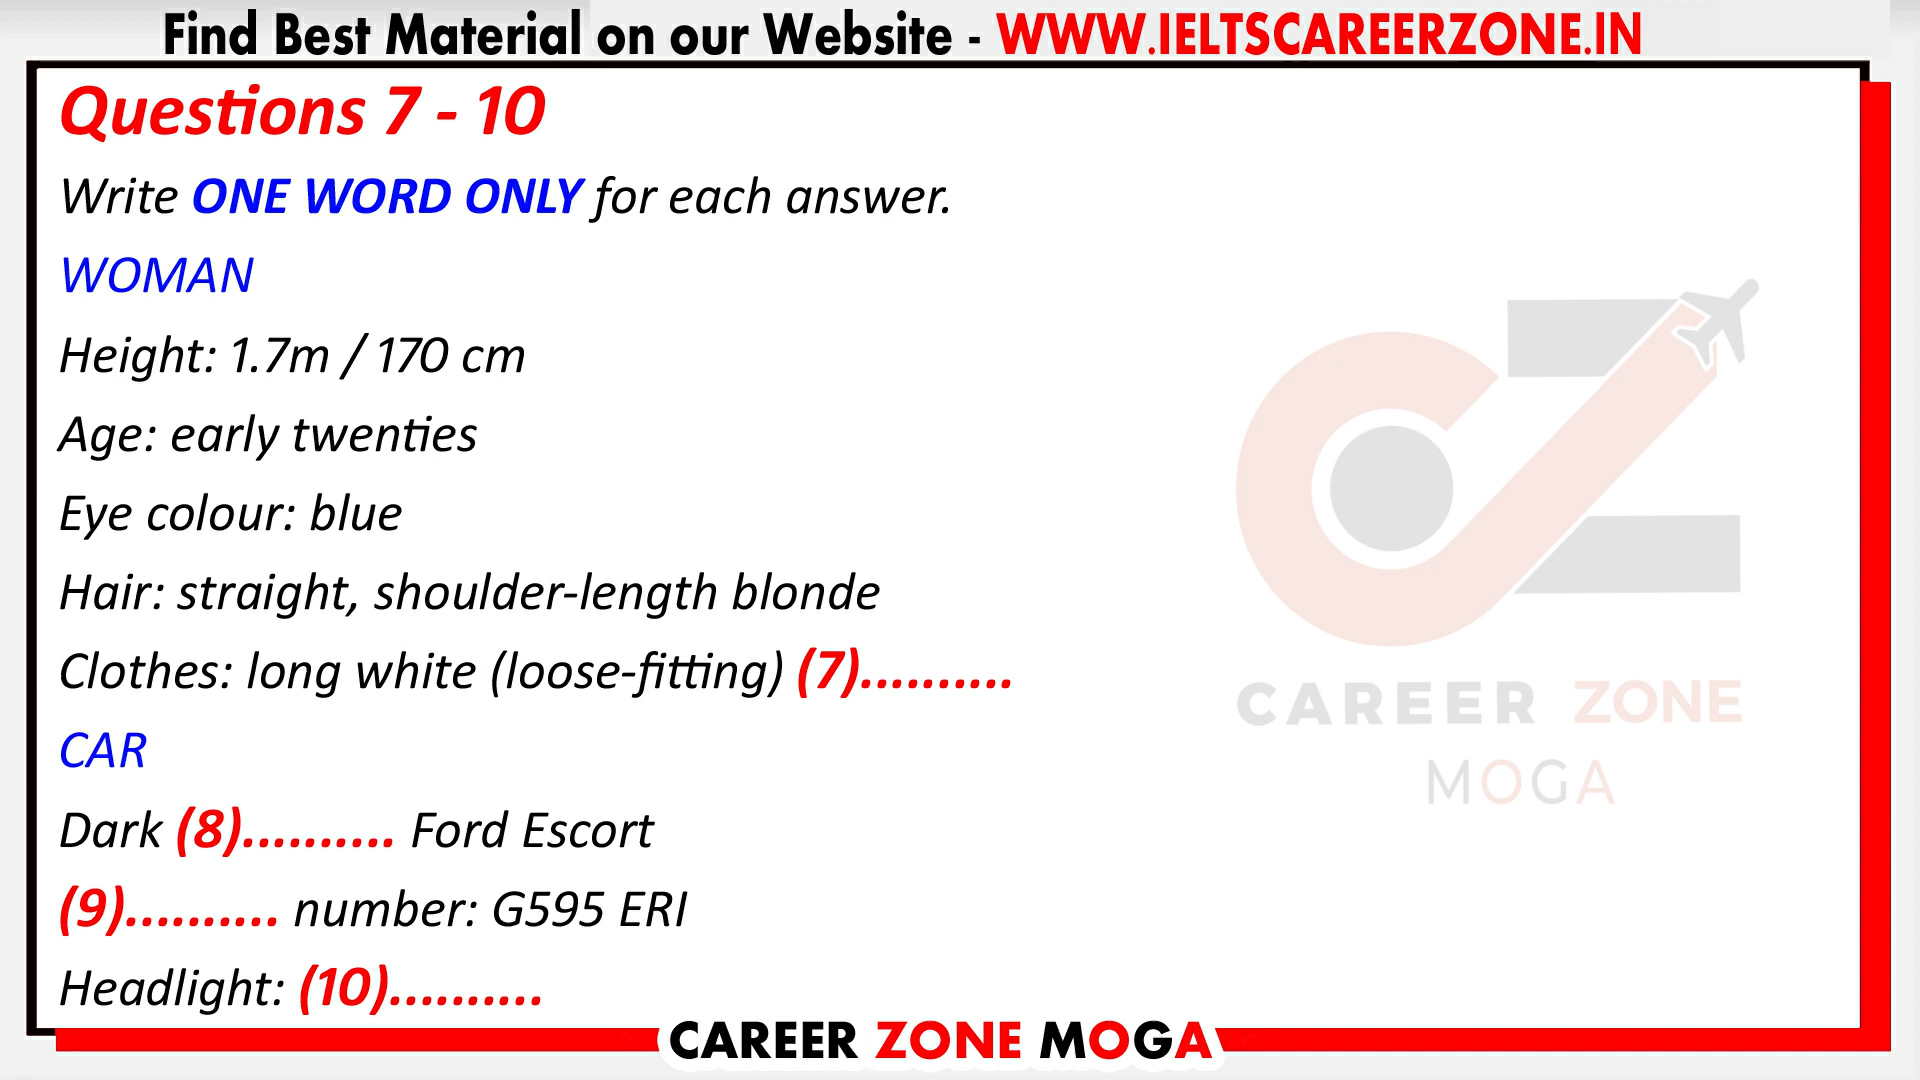 Find Best Material on our Website - WWW.IELTSCAREERZONE.IN
Questions 7 - 10
Write ONE WORD ONLY for each answer.
WOMAN
Height: 1.7m / 170 cm
Age: early twenties
Eye colour: blue
Hair: straight, shoulder-length blonde
Clothes: long white (loose-fitting) (7)..........
CAR
Dark (8).......... Ford Escort
(9).......... number: G595 ERI
Headlight: (10)..........
CAREER ZONE
MOGA
CAREER ZONE MOGA